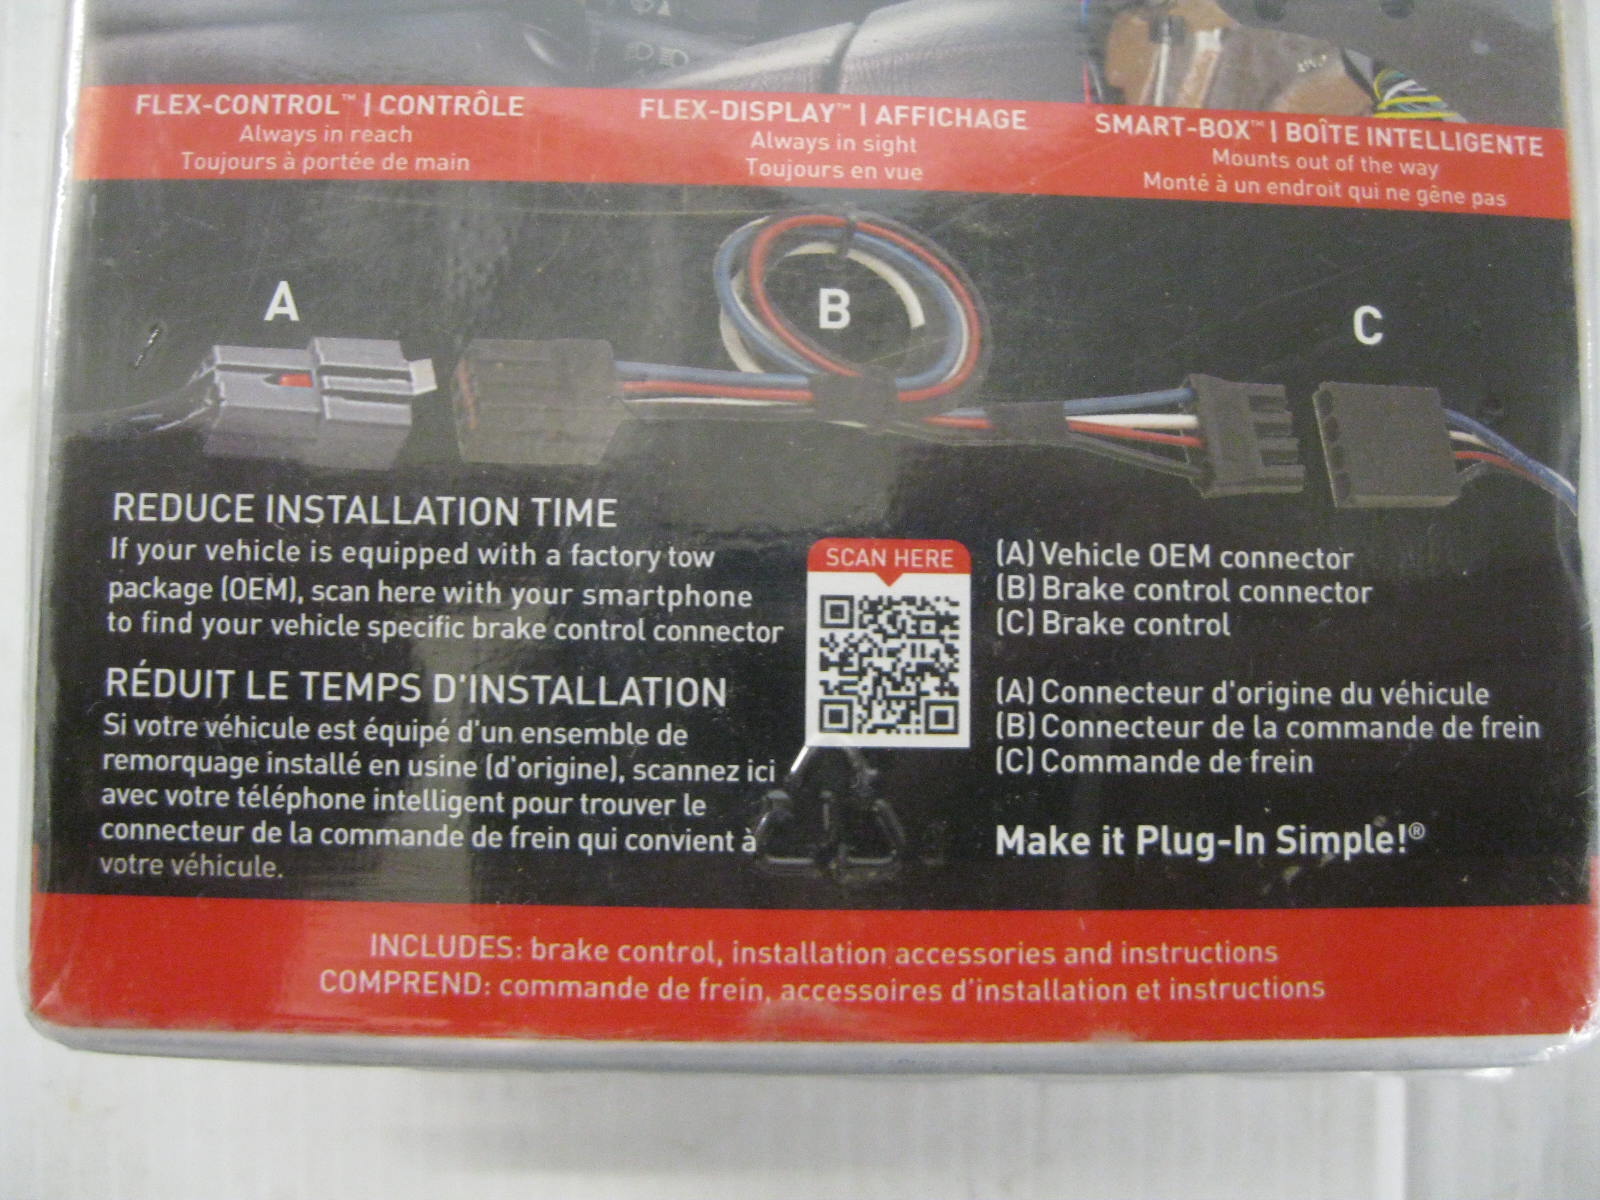 FLEX-CONTROL™ | CONTRÔLE
Always in reach
Toujours à portée de main
FLEX-DISPLAY™ | AFFICHAGE
Always in sight
Toujours en vue
SMART-BOX™ | BOÎTE INTELLIGENTE
Mounts out of the way
Monté à un endroit qui ne gêne pas
A
B
C
REDUCE INSTALLATION TIME
If your vehicle is equipped with a factory tow
package (OEM), scan here with your smartphone
to find your vehicle specific brake control connector
RÉDUIT LE TEMPS D'INSTALLATION
Si votre véhicule est équipé d'un ensemble de
remorquage installé en usine (d'origine), scannez ici
avec votre téléphone intelligent pour trouver le
connecteur de la commande de frein qui convient à
votre véhicule.
SCAN HERE
(A) Vehicle OEM connector
(B) Brake control connector
(C) Brake control
(A) Connecteur d'origine du véhicule
(B) Connecteur de la commande de frein
(C) Commande de frein
Make it Plug-In Simple!®
INCLUDES: brake control, installation accessories and instructions
COMPREND: commande de frein, accessoires d'installation et instructions